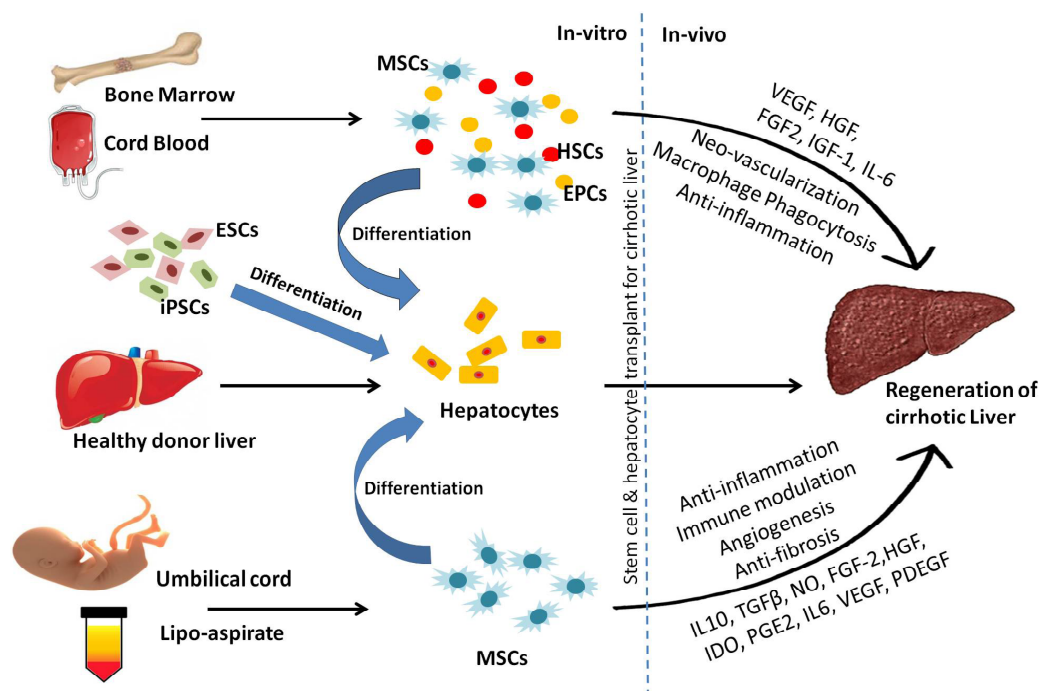 In-vitro
In-vivo
MSCs
Bone Marrow
Cord Blood
HSCs
EPCs
VEGF, HGF,
FGF2, IGF-1, IL-6
Neo-vascularization
Macrophage Phagocytosis
Anti-inflammation
ESCs
iPSCs
Differentiation
Differentiation
Stem cell & hepatocyte transplant for cirrhotic liver
Healthy donor liver
Hepatocytes
Regeneration of
cirrhotic Liver
Differentiation
Anti-inflammation
Immune modulation
Angiogenesis
Anti-fibrosis
IL10, TGFβ, NO, FGF-2,HGF,
IDO, PGE2, IL6, VEGF, PDEGF
Umbilical cord
Lipo-aspirate
MSCs